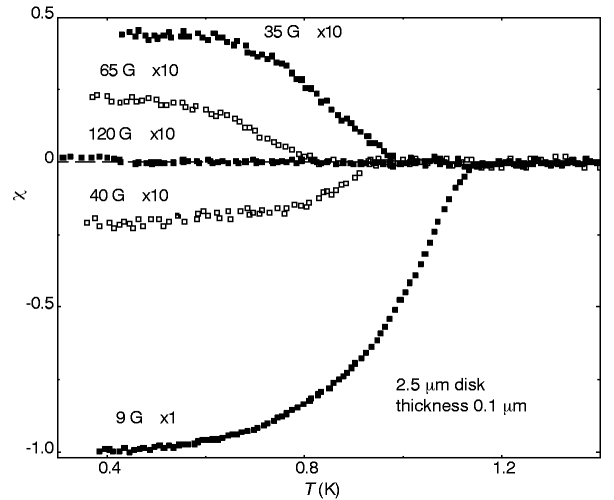 0.5
35 G x10
65 G x10
120 G x10
0
χ
40 G x10
-0.5
2.5 μm disk
thickness 0.1 μm
9 G x1
-1.0
0.4 0.8 1.2
T (K)